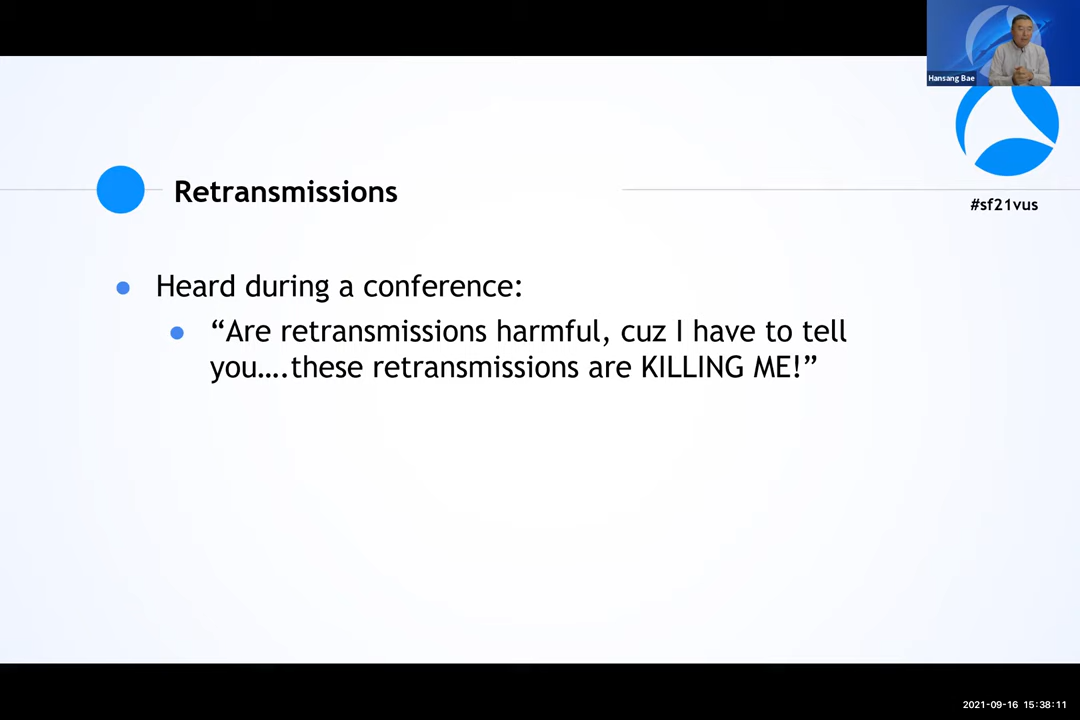 Hansang Bae
Retransmissions
#sf21vus
Heard during a conference:
“Are retransmissions harmful, cuz I have to tell
you….these retransmissions are KILLING ME!”
2021-09-16 15:38:11